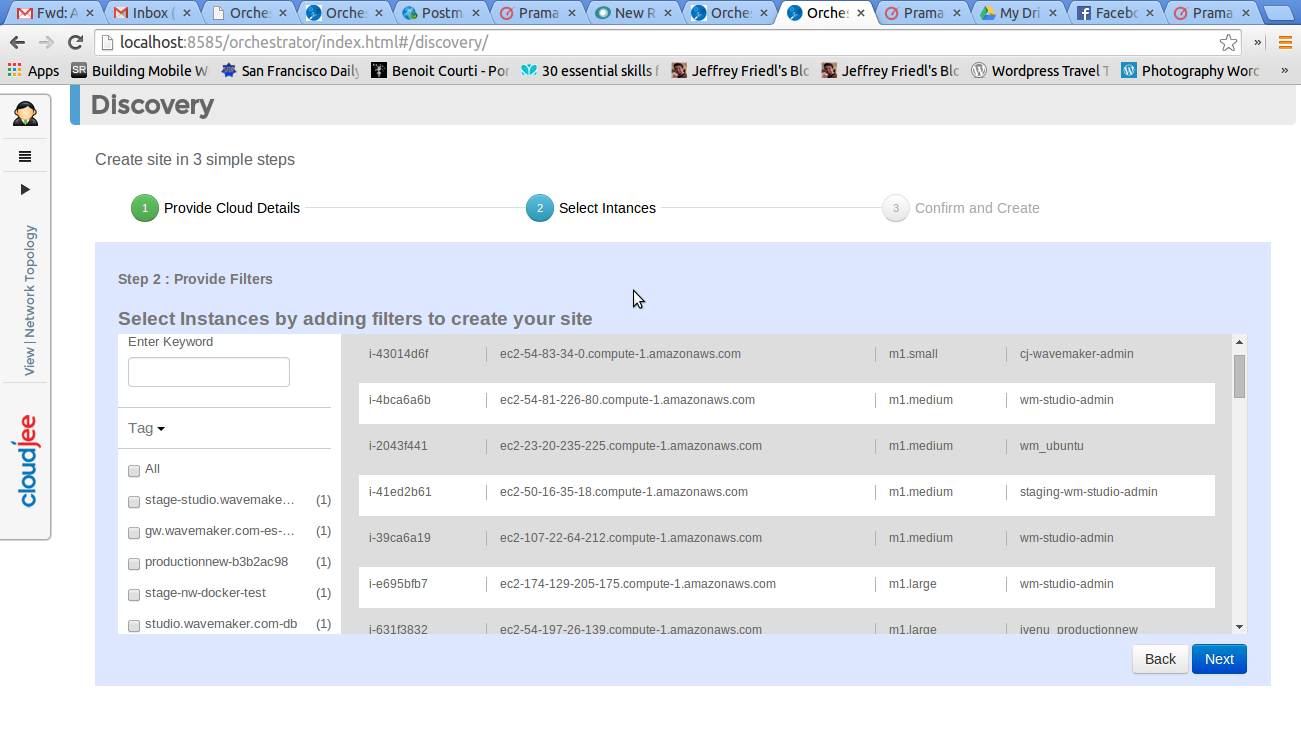 Fwd: A
Inbox (
Orche
Orche
Postm
Prama
New R
Orche
Orches
Prama
My Dri
Facebo
Prama
localhost:8585/orchestrator/index.html#/discovery/
Apps
SR Building Mobile W
San Francisco Daily
Benoit Courti - Por
30 essential skills f
Jeffrey Friedl's Blo
Jeffrey Friedl's Blo
Wordpress Travel T
Photography Word
»
Discovery
Create site in 3 simple steps
1 Provide Cloud Details
2 Select Intances
3 Confirm and Create
View | Network Topology
cloudjee
Step 2 : Provide Filters
Select Instances by adding filters to create your site
Enter Keyword
Tag
All
stage-studio.wavemake... (1)
gw.wavemaker.com-es-... (1)
productionnew-b3b2ac98 (1)
stage-nw-docker-test (1)
studio.wavemaker.com-db (1)
i-43014d6f ec2-54-83-34-0.compute-1.amazonaws.com m1.small cj-wavemaker-admin
i-4bca6a6b ec2-54-81-226-80.compute-1.amazonaws.com m1.medium wm-studio-admin
i-2043f441 ec2-23-20-235-225.compute-1.amazonaws.com m1.medium wm_ubuntu
i-41ed2b61 ec2-50-16-35-18.compute-1.amazonaws.com m1.medium staging-wm-studio-admin
i-39ca6a19 ec2-107-22-64-212.compute-1.amazonaws.com m1.medium wm-studio-admin
i-e695bfb7 ec2-174-129-205-175.compute-1.amazonaws.com m1.large wm-studio-admin
i-631f3832 ec2-54-197-26-139.compute-1.amazonaws.com m1.large jvenu_productionnew
Back
Next